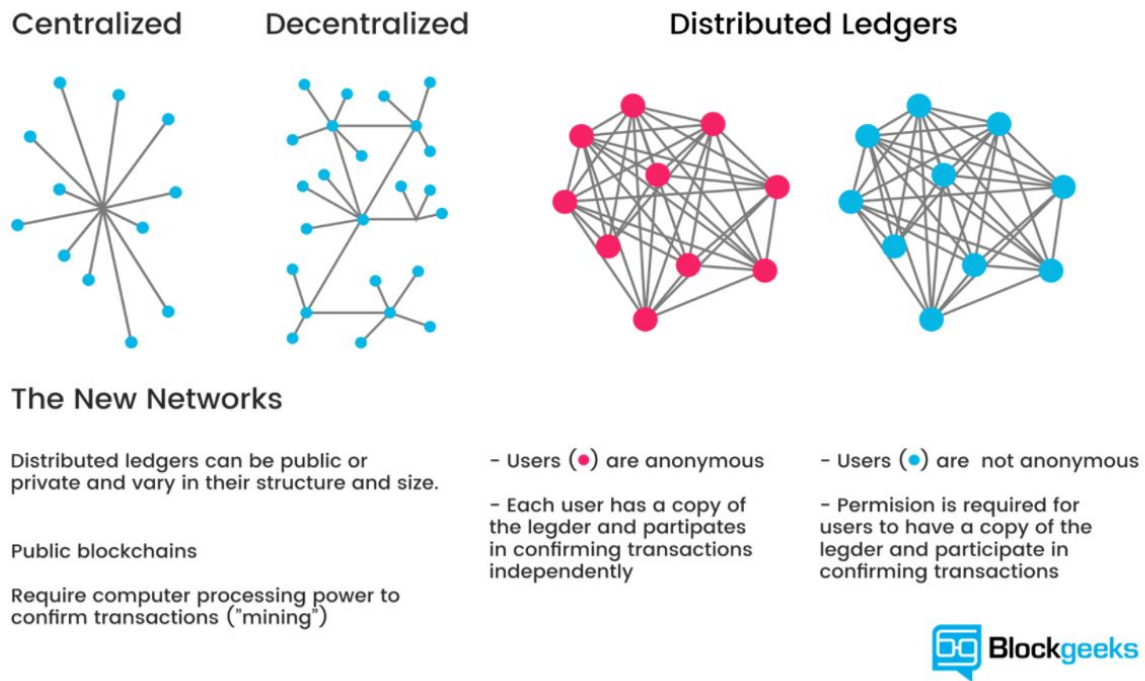 Centralized
Decentralized
Distributed Ledgers
The New Networks
Distributed ledgers can be public or
private and vary in their structure and size.
Public blockchains
Require computer processing power to
confirm transactions ("mining")
- Users (●) are anonymous
- Each user has a copy of
the legder and partipates
in confirming transactions
independently
- Users (●) are not anonymous
- Permision is required for
users to have a copy of the
legder and participate in
confirming transactions
Blockgeeks